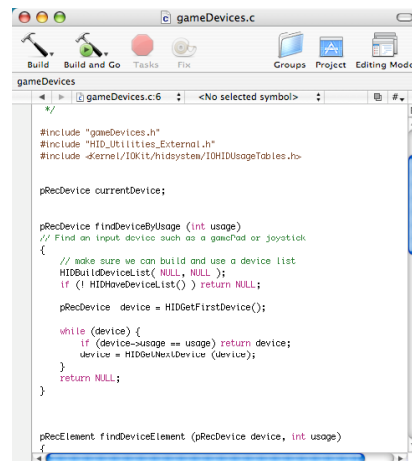 gameDevices.c
Build
Build and Go
Tasks
Fix
Groups
Project
Editing Mode
gameDevices
gameDevices.c:6
<No selected symbol>
#
*/
#include "gameDevices.h"
#include "HID_Utilities_External.h"
#include <Kernel/IOKit/hidsystem/IOHIDUsageTables.h>
pRecDevice currentDevice;
pRecDevice findDeviceByUsage (int usage)
// Find an input device such as a gamePad or joystick
{
// make sure we can build and use a device list
HIDBuildDeviceList( NULL, NULL );
if (! HIDHaveDeviceList() ) return NULL;
pRecDevice device = HIDGetFirstDevice();
while (device) {
if (device->usage == usage) return device;
device = HIDGetNextDevice (device);
}
return NULL;
}
pRecElement findDeviceElement (pRecDevice device, int usage)
{